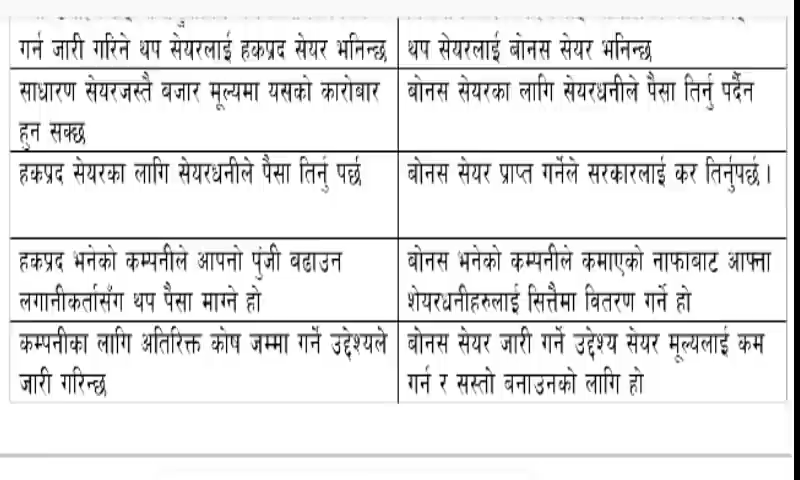 गर्न जारी गरिने थप सेयरलाई हकप्रद सेयर भनिन्छ
थप सेयरलाई बोनस सेयर भनिन्छ
साधारण सेयरजस्तै बजार मूल्यमा यसको कारोबार
हुन सक्छ
बोनस सेयरका लागि सेयरधनीले पैसा तिर्नु पर्दैन
हकप्रद सेयरका लागि सेयरधनीले पैसा तिर्नु पर्छ
बोनस सेयर प्राप्त गर्नेले सरकारलाई कर तिर्नुपर्छ ।
हकप्रद भनेको कम्पनीले आपनो पुंजी बढाउन
लगानीकर्तासँग थप पैसा माग्ने हो
बोनस भनेको कम्पनीले कमाएको नाफाबाट आफ्ना
शेयरधनीहरुलाई सित्तैमा वितरण गर्ने हो
कम्पनीका लागि अतिरिक्त कोष जम्मा गर्ने उद्देश्यले
जारी गरिन्छ
बोनस सेयर जारी गर्ने उद्देश्य सेयर मूल्यलाई कम
गर्न र सस्तो बनाउनको लागि हो